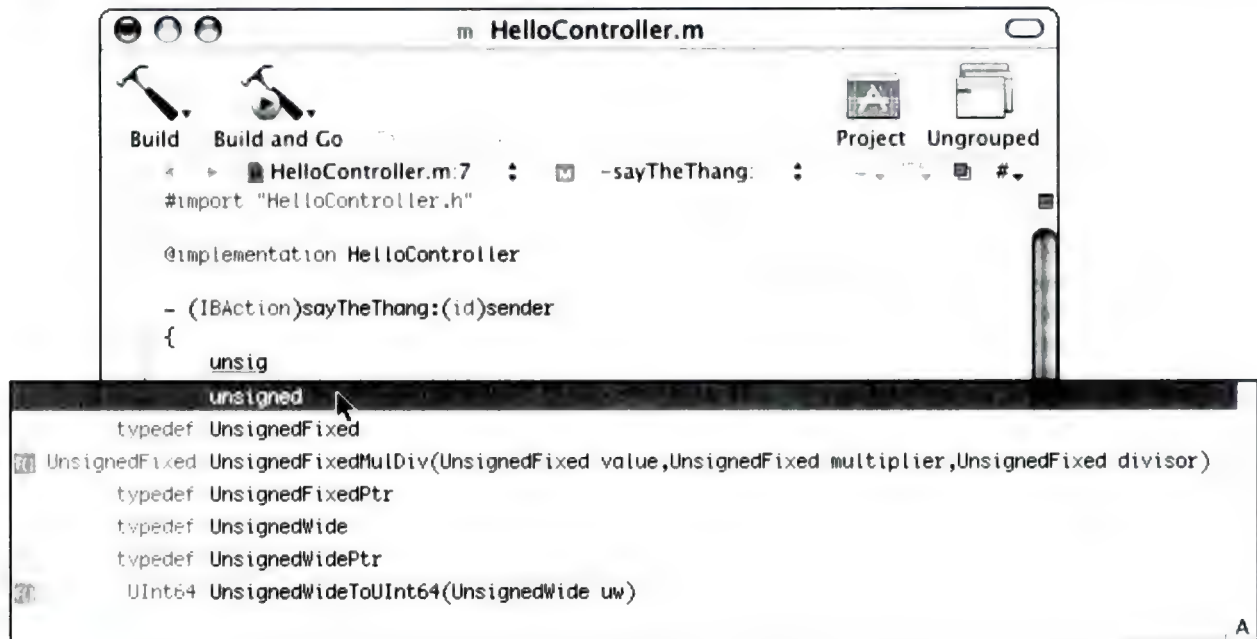 m HelloController.m
Build Build and Go Project Ungrouped
HelloController.m:7 M -sayTheThang: #
#import "HelloController.h"
@implementation HelloController
- (IBAction)sayTheThang:(id)sender
{
unsig
unsigned
typedef UnsignedFixed
UnsignedFixed UnsignedFixedMulDiv(UnsignedFixed value,UnsignedFixed multiplier,UnsignedFixed divisor)
typedef UnsignedFixedPtr
typedef UnsignedWide
typedef UnsignedWidePtr
UInt64 UnsignedWideToUInt64(UnsignedWide uw)
A